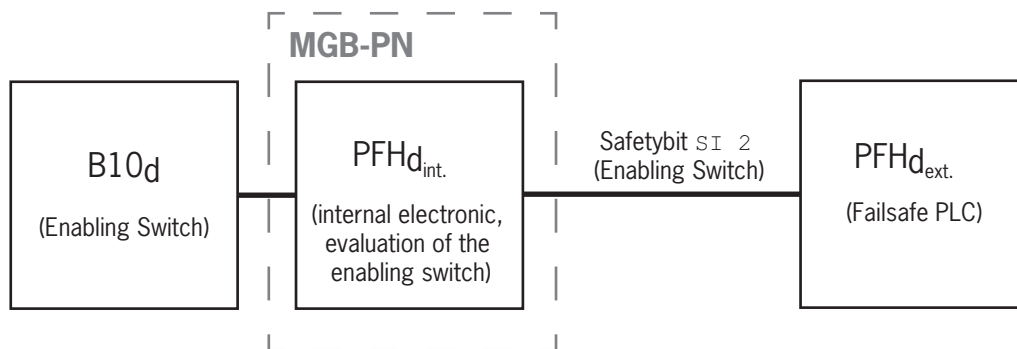 MGB-PN
B10d
(Enabling Switch)
PFHdint.
(internal electronic,
evaluation of the
enabling switch)
Safetybit SI 2
(Enabling Switch)
PFHdext.
(Failsafe PLC)